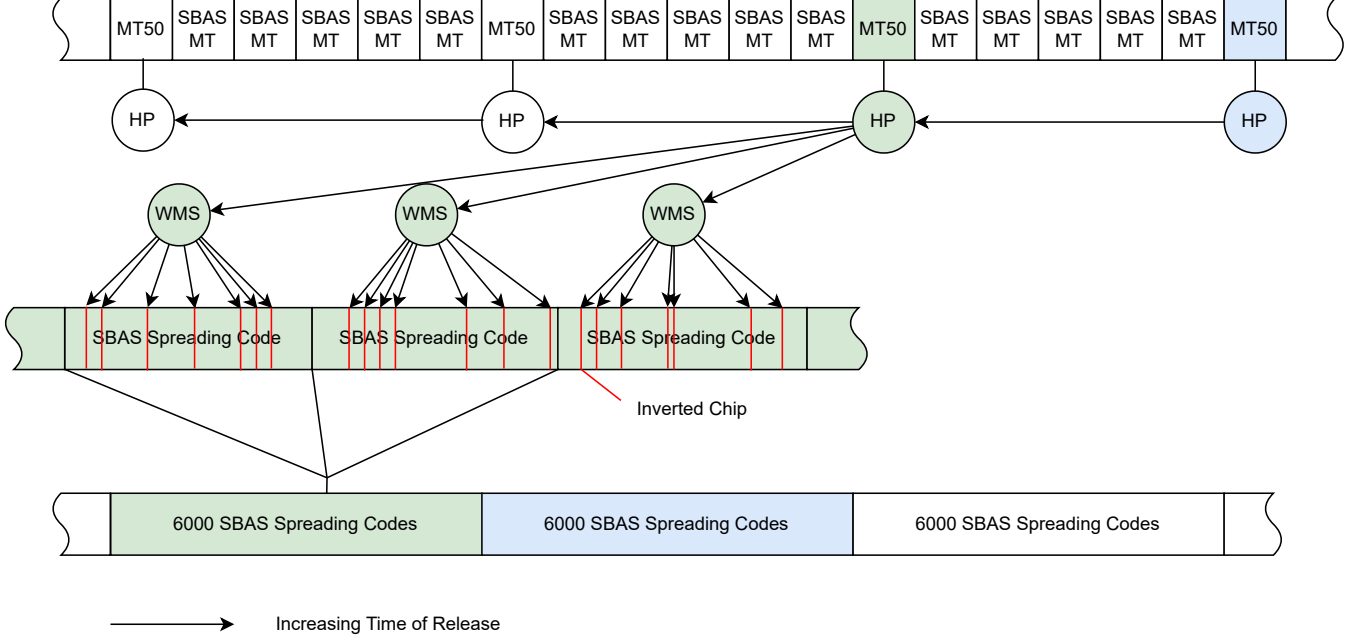 MT50
SBAS
MT
SBAS
MT
SBAS
MT
SBAS
MT
SBAS
MT
MT50
SBAS
MT
SBAS
MT
SBAS
MT
SBAS
MT
SBAS
MT
MT50
SBAS
MT
SBAS
MT
SBAS
MT
SBAS
MT
SBAS
MT
MT50
HP
HP
HP
HP
WMS
WMS
WMS
SBAS Spreading Code
SBAS Spreading Code
SBAS Spreading Code
Inverted Chip
6000 SBAS Spreading Codes
6000 SBAS Spreading Codes
6000 SBAS Spreading Codes
Increasing Time of Release